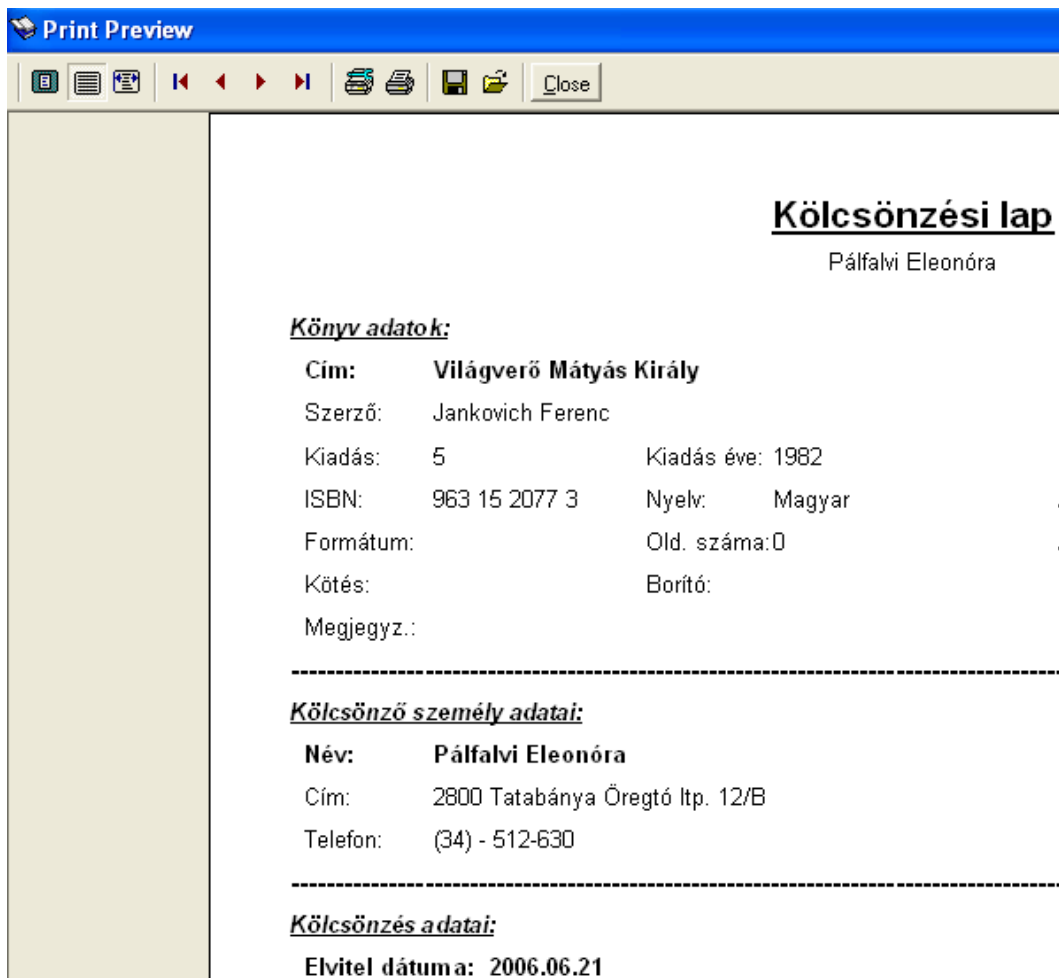 Print Preview
Close
Kölcsönzési lap
Pálfalvi Eleonóra
Könyv adatok:
Cím: Világverő Mátyás Király
Szerző: Jankovich Ferenc
Kiadás: 5 Kiadás éve: 1982
ISBN: 963 15 2077 3 Nyelv: Magyar
Formátum: Old. száma: 0
Kötés: Borító:
Megjegyz.:
--------------------------------------------------------------------------------
Kölcsönző személy adatai:
Név: Pálfalvi Eleonóra
Cím: 2800 Tatabánya Öregtó ltp. 12/B
Telefon: (34) - 512-630
--------------------------------------------------------------------------------
Kölcsönzés adatai:
Elvitel dátuma: 2006.06.21